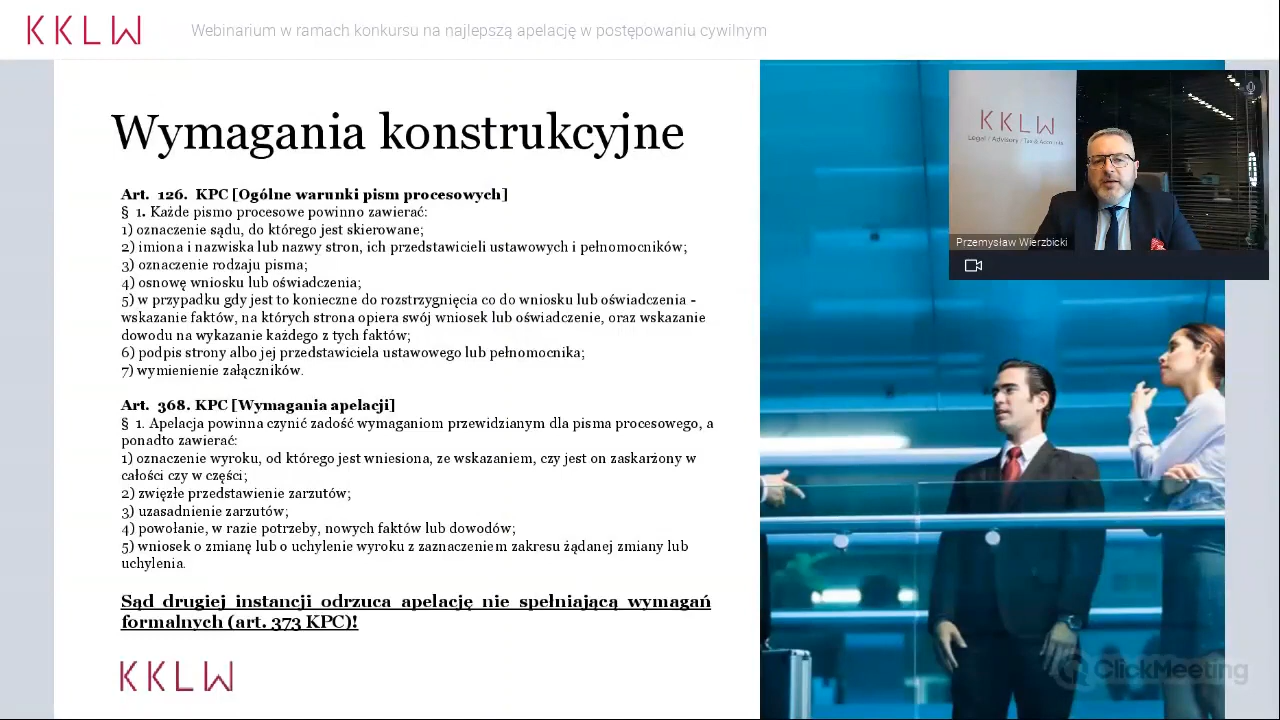 KKLW
Webinarium w ramach konkursu na najlepszą apelację w postępowaniu cywilnym
Wymagania konstrukcyjne
Art. 126. KPC [Ogólne warunki pism procesowych]
§ 1. Każde pismo procesowe powinno zawierać:
1) oznaczenie sądu, do którego jest skierowane;
2) imiona i nazwiska lub nazwy stron, ich przedstawicieli ustawowych i pełnomocników;
3) oznaczenie rodzaju pisma;
4) osnowę wniosku lub oświadczenia;
5) w przypadku gdy jest to konieczne do rozstrzygnięcia co do wniosku lub oświadczenia -
wskazanie faktów, na których strona opiera swój wniosek lub oświadczenie, oraz wskazanie
dowodu na wykazanie każdego z tych faktów;
6) podpis strony albo jej przedstawiciela ustawowego lub pełnomocnika;
7) wymienienie załączników.
Art. 368. KPC [Wymagania apelacji]
§ 1. Apelacja powinna czynić zadość wymaganiom przewidzianym dla pisma procesowego, a
ponadto zawierać:
1) oznaczenie wyroku, od którego jest wniesiona, ze wskazaniem, czy jest on zaskarżony w
całości czy w części;
2) zwięzłe przedstawienie zarzutów;
3) uzasadnienie zarzutów;
4) powołanie, w razie potrzeby, nowych faktów lub dowodów;
5) wniosek o zmianę lub o uchylenie wyroku z zaznaczeniem zakresu żądanej zmiany lub
uchylenia.
Sąd drugiej instancji odrzuca apelację nie spełniającą wymagań
formalnych (art. 373 KPC)!
KKLW
KKLW
Legal / Advisory / Tax & Accounts
Przemysław Wierzbicki
ClickMeeting